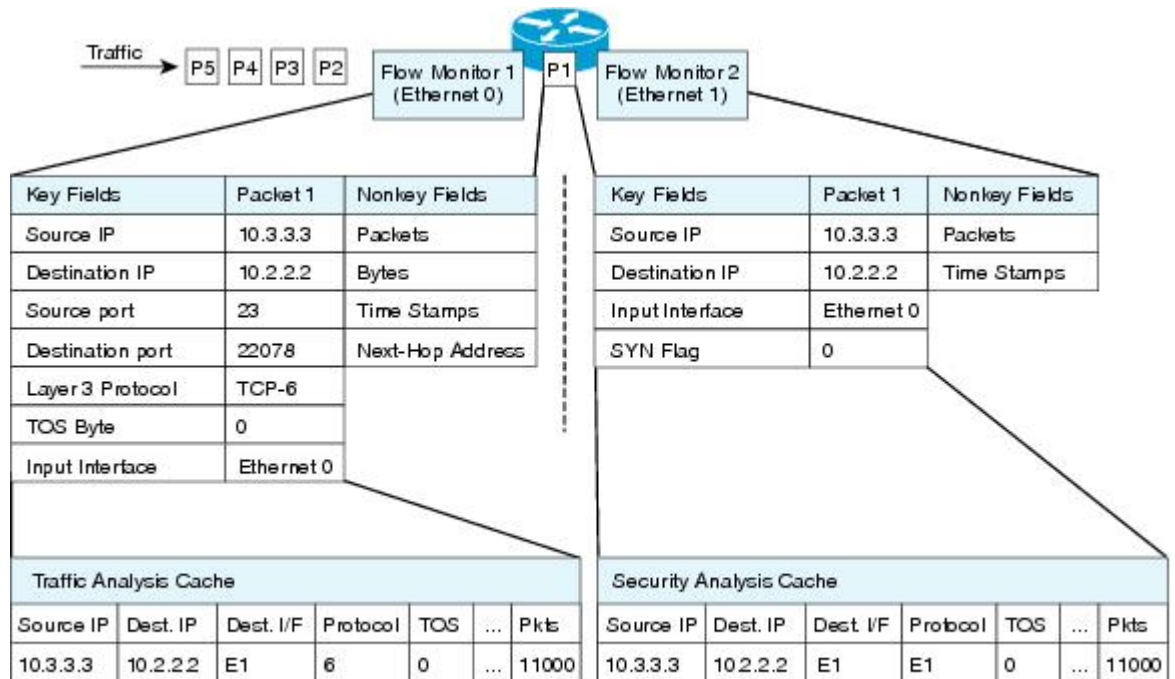 Traffic
P5 P4 P3 P2
Flow Monitor 1
(Ethernet 0)
P1
Flow Monitor 2
(Ethernet 1)
Key Fields Packet 1 Nonkey Fields
Source IP 10.3.3.3 Packets
Destination IP 10.2.2.2 Bytes
Source port 23 Time Stamps
Destination port 22078 Next-Hop Address
Layer 3 Protocol TCP-6
TOS Byte 0
Input Interface Ethernet 0
Key Fields Packet 1 Nonkey Fields
Source IP 10.3.3.3 Packets
Destination IP 10.2.2.2 Time Stamps
Input Interface Ethernet 0
SYN Flag 0
Traffic Analysis Cache
Source IP Dest. IP Dest. I/F Protocol TOS ... Pkts
10.3.3.3 10.2.2.2 E1 6 0 ... 11000
Security Analysis Cache
Source IP Dest. IP Dest. I/F Protocol TOS ... Pkts
10.3.3.3 10.2.2.2 E1 E1 0 ... 11000